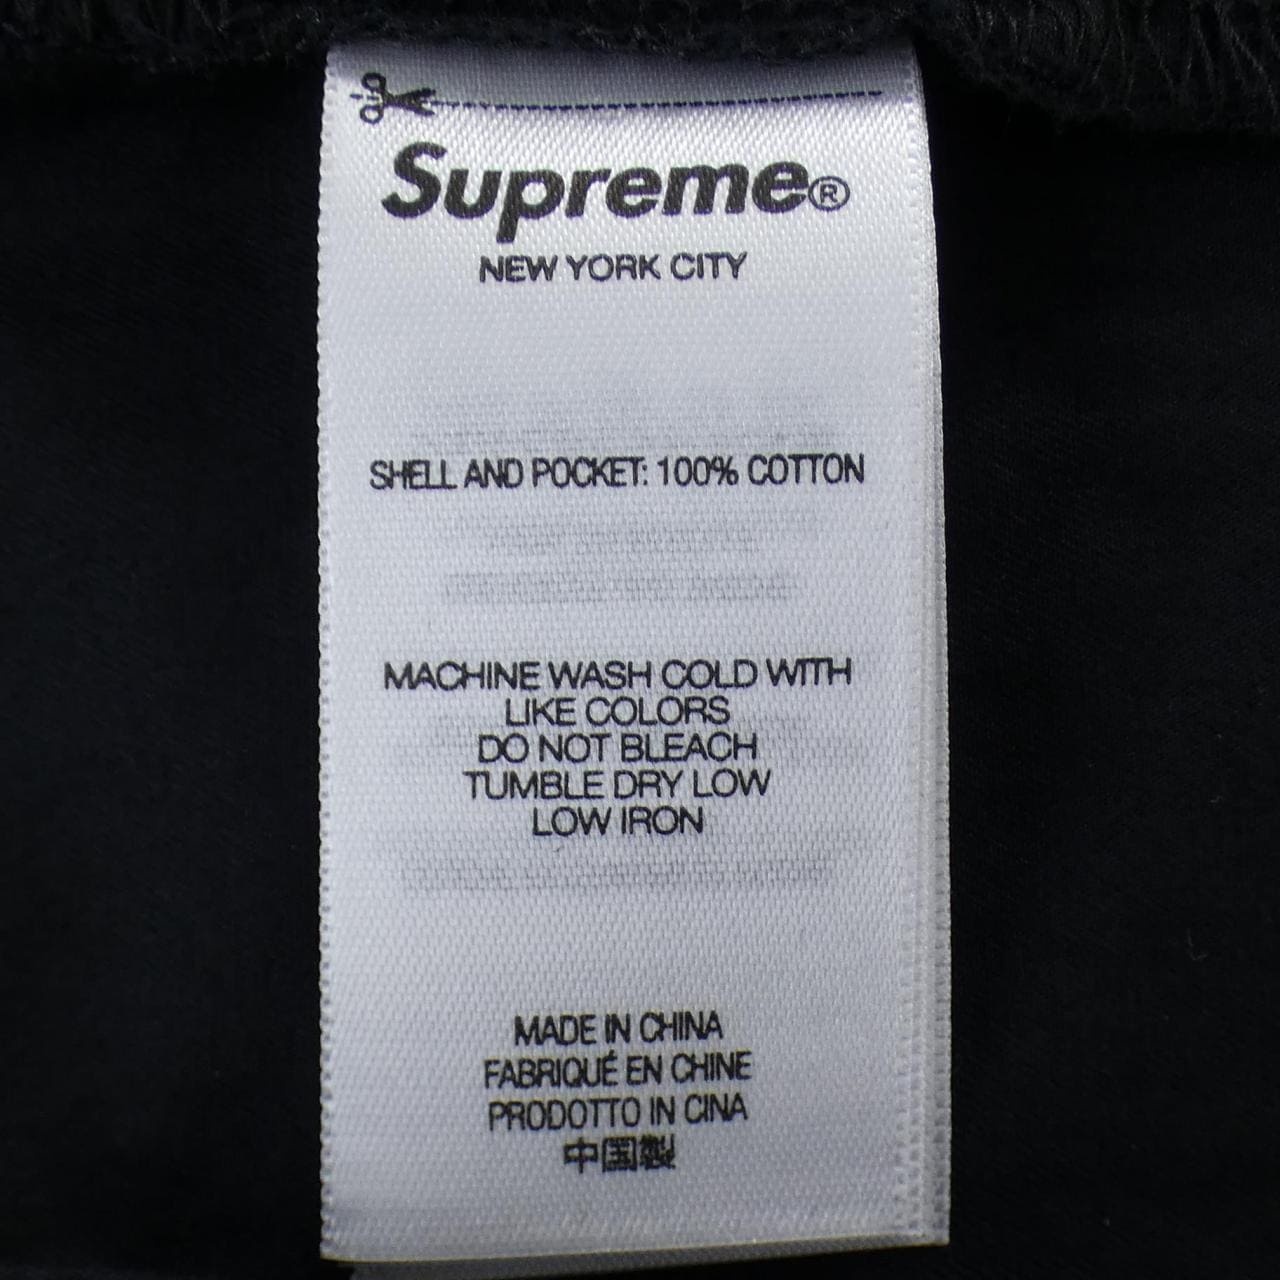 Supreme®
NEW YORK CITY
SHELL AND POCKET: 100% COTTON
MACHINE WASH COLD WITH
LIKE COLORS
DO NOT BLEACH
TUMBLE DRY LOW
LOW IRON
MADE IN CHINA
FABRIQUÉ EN CHINE
PRODOTTO IN CINA
中国製